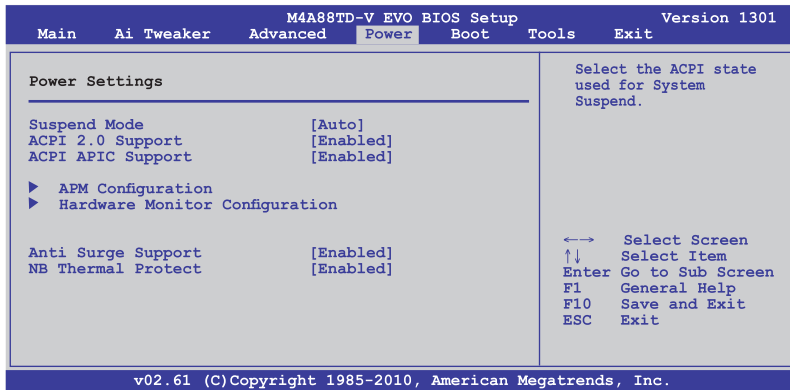 M4A88TD-V EVO BIOS Setup Version 1301
Main Ai Tweaker Advanced Power Boot Tools Exit
Power Settings
Suspend Mode [Auto]
ACPI 2.0 Support [Enabled]
ACPI APIC Support [Enabled]
APM Configuration
Hardware Monitor Configuration
Anti Surge Support [Enabled]
NB Thermal Protect [Enabled]
Select the ACPI state
used for System
Suspend.
←→ Select Screen
↑↓ Select Item
Enter Go to Sub Screen
F1 General Help
F10 Save and Exit
ESC Exit
v02.61 (C)Copyright 1985-2010, American Megatrends, Inc.